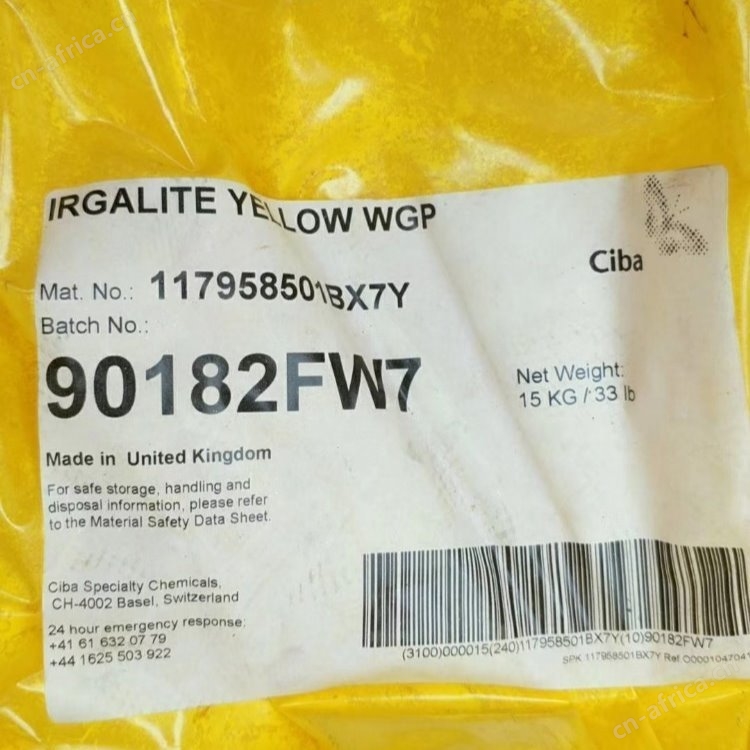 cn-africa.c
IRGALITE YELLOW WGP
Ciba
Mat. No.: 117958501BX7Y
Batch No.:
90182FW7
Net Weight:
15 KG / 33 lb
Made in United Kingdom
For safe storage, handling and
disposal information, please refer
to the Material Safety Data Sheet.
Ciba Specialty Chemicals,
CH-4002 Basel, Switzerland
24 hour emergency response:
+41 61 632 07 79
+44 1625 503 922
(3100)000015(240)117958501BX7Y(10)90182FW7
SPK 117958501BX7Y Ref.O0001047041
cn-africa.c